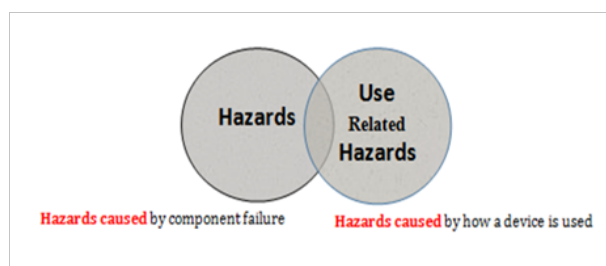 Hazards
Use
Related
Hazards
Hazards caused by component failure
Hazards caused by how a device is used